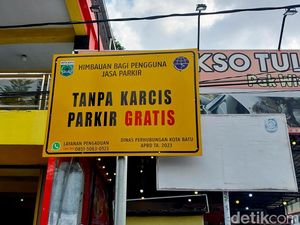 HIMBAUAN BAGI PENGGUNA
JASA PARKIR
TANPA KARCIS
PARKIR GRATIS
LAYANAN PENGADUAN
DINAS PERHUBUNGAN KOTA BATU
APBD TA. 2023
KSO TUL
detikcom